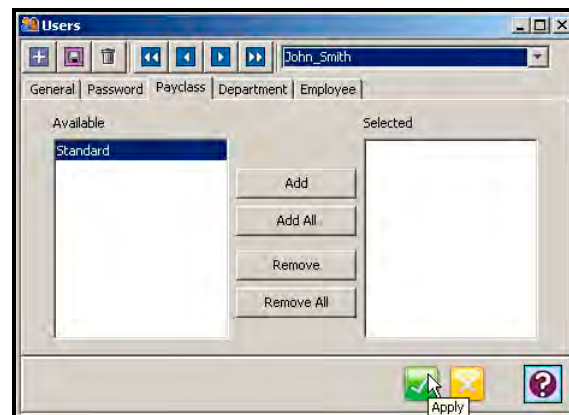 Users
John_Smith
General Password Payclass Department Employee
Available Selected
Standard
Add
Add All
Remove
Remove All
?
Apply